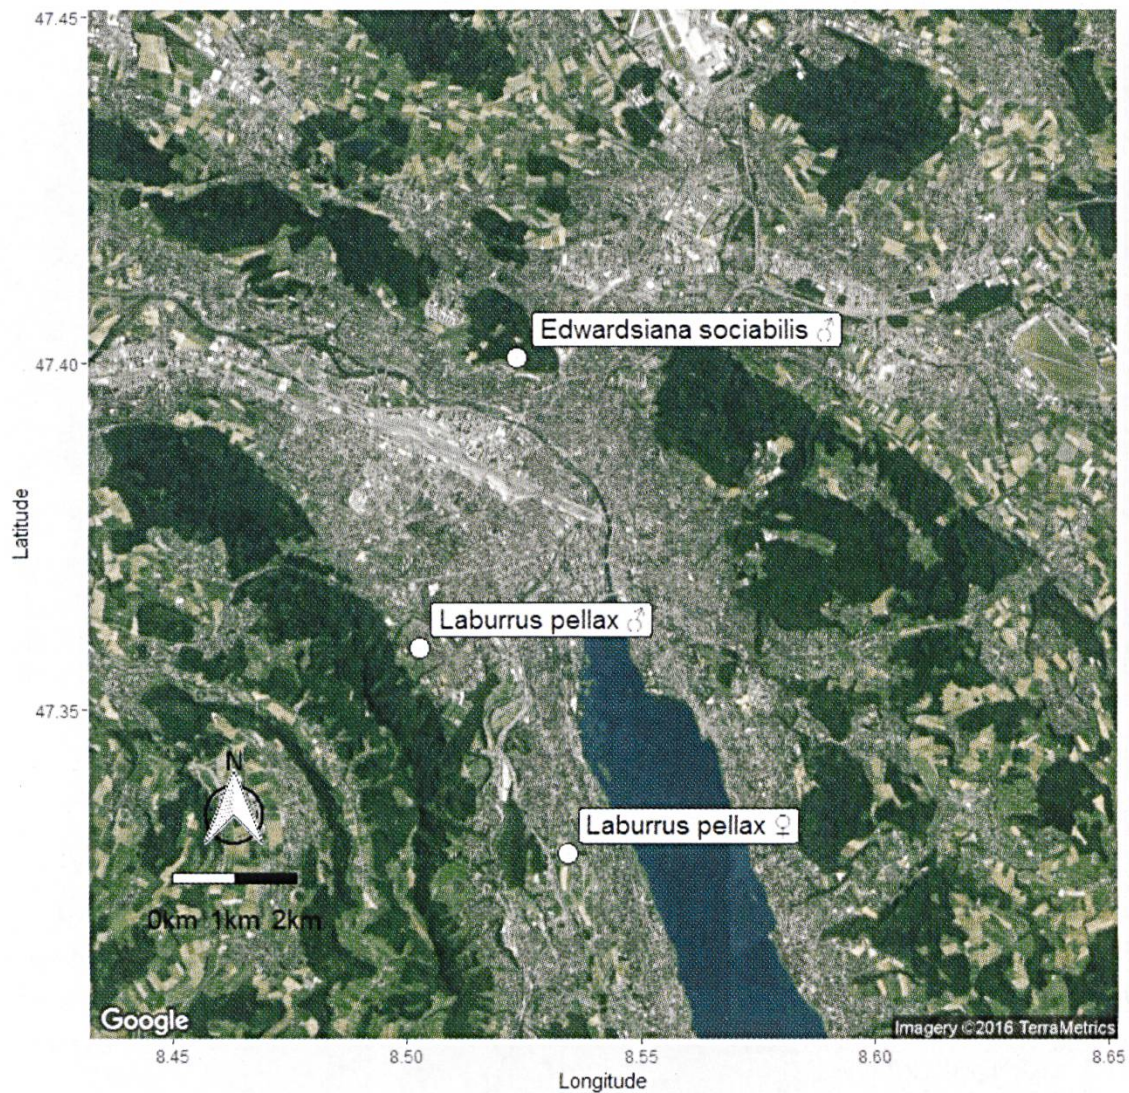 47.45
Edwardsiana sociabilis ♂
47.40
Latitude
Laburrus pellax ♂
47.35
N
Laburrus pellax ♀
0km 1km 2km
Google
Imagery ©2016 TerraMetrics
8.45 8.50 8.55 8.60 8.65
Longitude